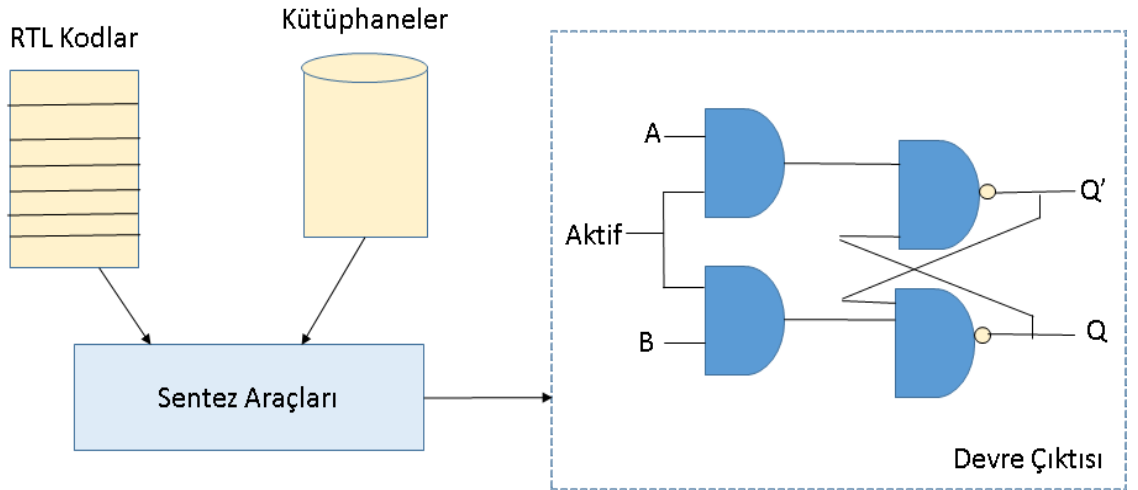 RTL Kodlar
Kütüphaneler
Sentez Araçları
A
Aktif
B
Q'
Q
Devre Çıktısı